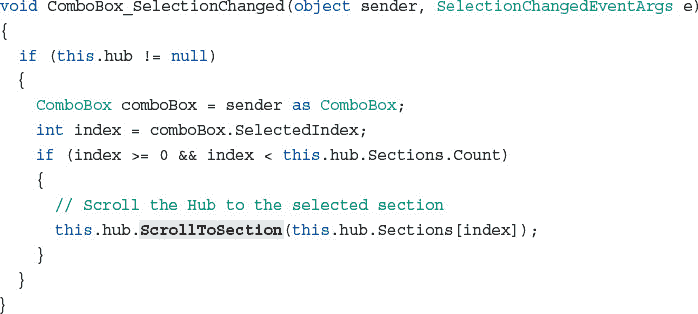 void ComboBox_SelectionChanged(object sender, SelectionChangedEventArgs e)
{
  if (this.hub != null)
  {
    ComboBox comboBox = sender as ComboBox;
    int index = comboBox.SelectedIndex;
    if (index >= 0 && index < this.hub.Sections.Count)
    {
      // Scroll the Hub to the selected section
      this.hub.ScrollToSection(this.hub.Sections[index]);
    }
  }
}